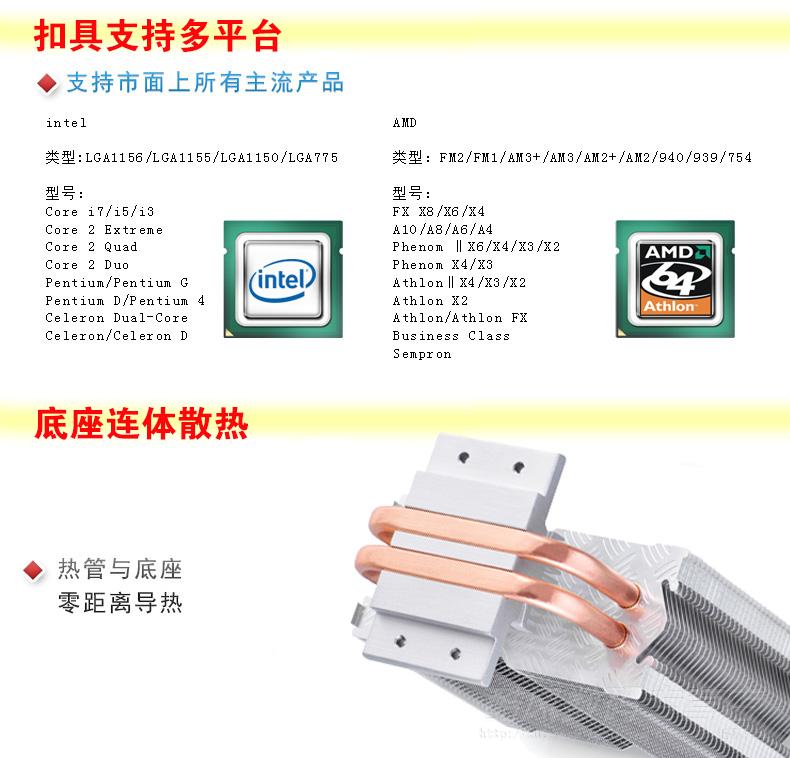 扣具支持多平台
支持市面上所有主流产品
intel
类型:LGA1156/LGA1155/LGA1150/LGA775
型号:
Core i7/i5/i3
Core 2 Extreme
Core 2 Quad
Core 2 Duo
Pentium/Pentium G
Pentium D/Pentium 4
Celeron Dual-Core
Celeron/Celeron D
intel
AMD
类型: FM2/FM1/AM3+/AM3/AM2+/AM2/940/939/754
型号:
FX X8/X6/X4
A10/A8/A6/A4
Phenom ‖X6/X4/X3/X2
Phenom X4/X3
Athlon‖X4/X3/X2
Athlon X2
Athlon/Athlon FX
Business Class
Sempron
AMD
64
Athlon
底座连体散热
热管与底座
零距离导热